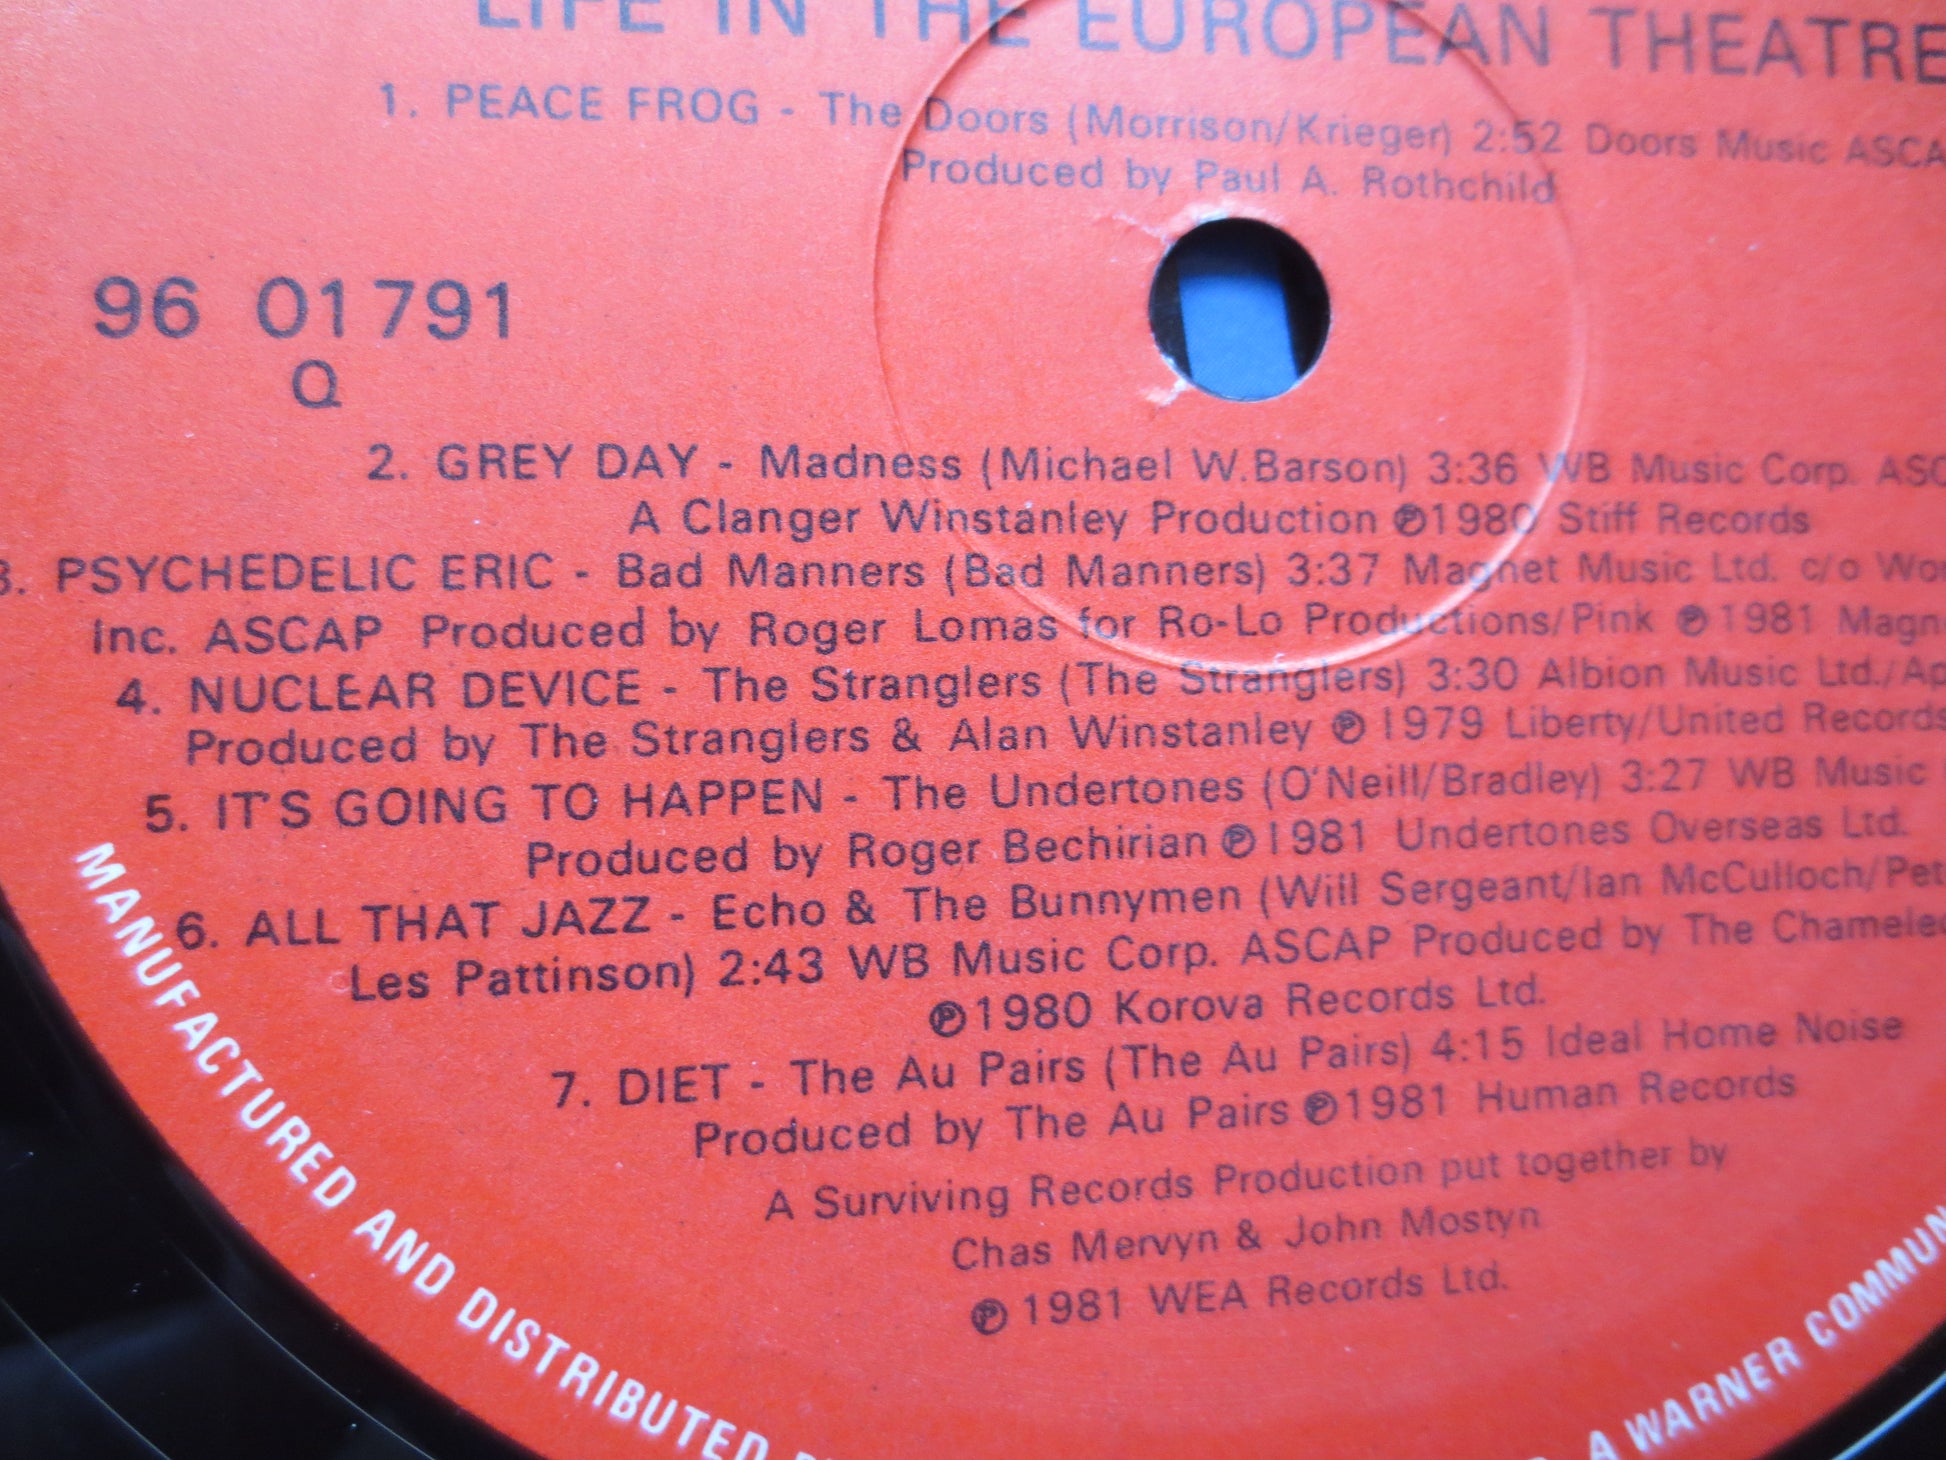 LIFE IN THE EUROPEAN THEATRE
1. PEACE FROG - The Doors (Morrison/Krieger) 2:52 Doors Music ASCA
Produced by Paul A. Rothchild
96 01791
Q
2. GREY DAY - Madness (Michael W.Barson) 3:36 WB Music Corp. ASC
A Clanger Winstanley Production ℗1980 Stiff Records
3. PSYCHEDELIC ERIC - Bad Manners (Bad Manners) 3:37 Magnet Music Ltd. c/o Wo
Inc. ASCAP Produced by Roger Lomas for Ro-Lo Productions/Pink ℗1981 Magn
4. NUCLEAR DEVICE - The Stranglers (The Stranglers) 3:30 Albion Music Ltd./Ap
Produced by The Stranglers & Alan Winstanley ℗1979 Liberty/United Records
5. IT'S GOING TO HAPPEN - The Undertones (O'Neill/Bradley) 3:27 WB Music
Produced by Roger Bechirian ℗1981 Undertones Overseas Ltd.
6. ALL THAT JAZZ - Echo & The Bunnymen (Will Sergeant/Ian McCulloch/Pet
Les Pattinson) 2:43 WB Music Corp. ASCAP Produced by The Chamele
℗1980 Korova Records Ltd.
7. DIET - The Au Pairs (The Au Pairs) 4:15 Ideal Home Noise
Produced by The Au Pairs ℗1981 Human Records
A Surviving Records Production put together by
Chas Mervyn & John Mostyn
℗1981 WEA Records Ltd.
MANUFACTURED AND DISTRIBUTED
A WARNER COMMUN